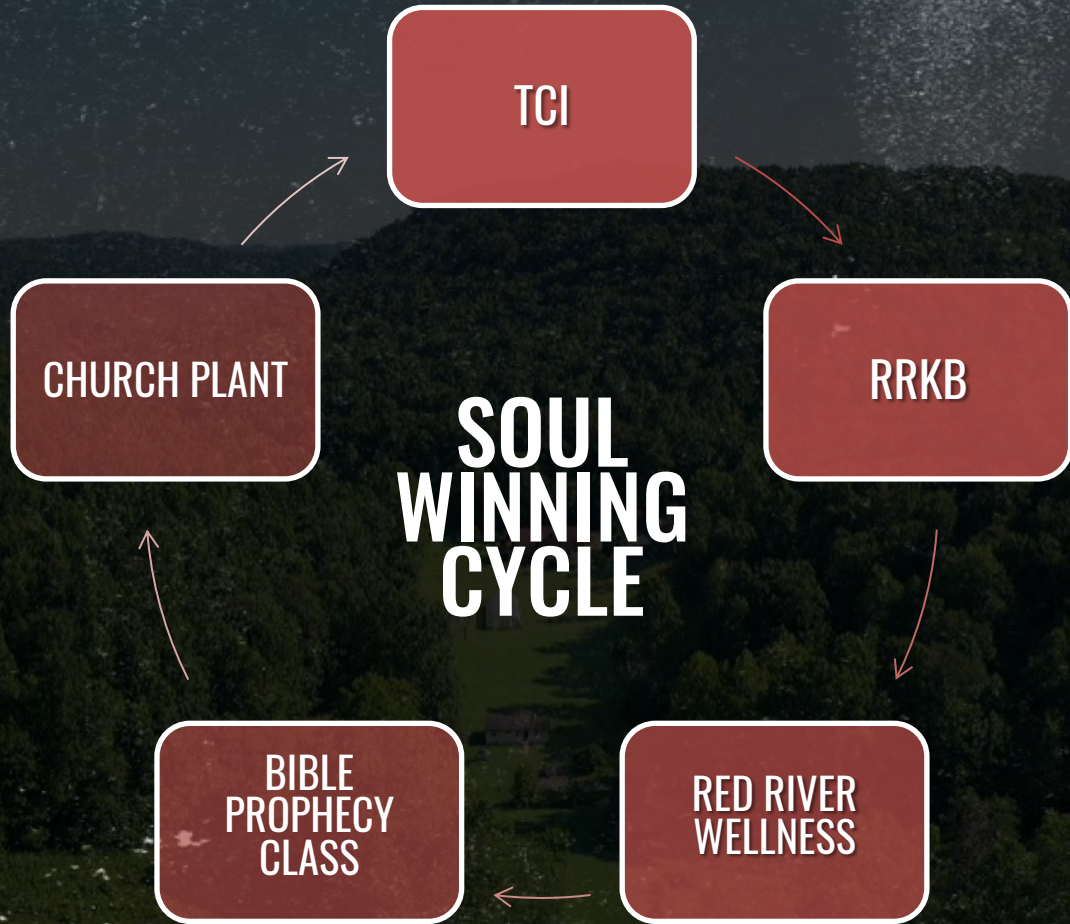 TCI
RRKB
RED RIVER
WELLNESS
BIBLE
PROPHECY
CLASS
CHURCH PLANT
SOUL
WINNING
CYCLE